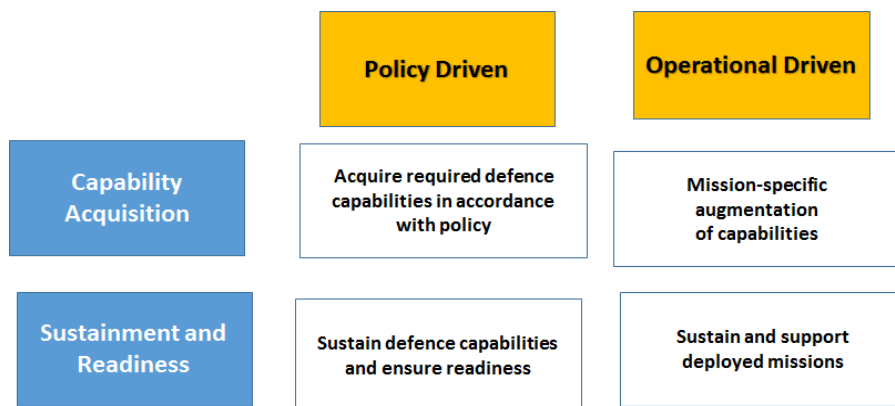 Policy Driven
Operational Driven
Capability
Acquisition
Acquire required defence
capabilities in accordance
with policy
Mission-specific
augmentation
of capabilities
Sustainment and
Readiness
Sustain defence capabilities
and ensure readiness
Sustain and support
deployed missions